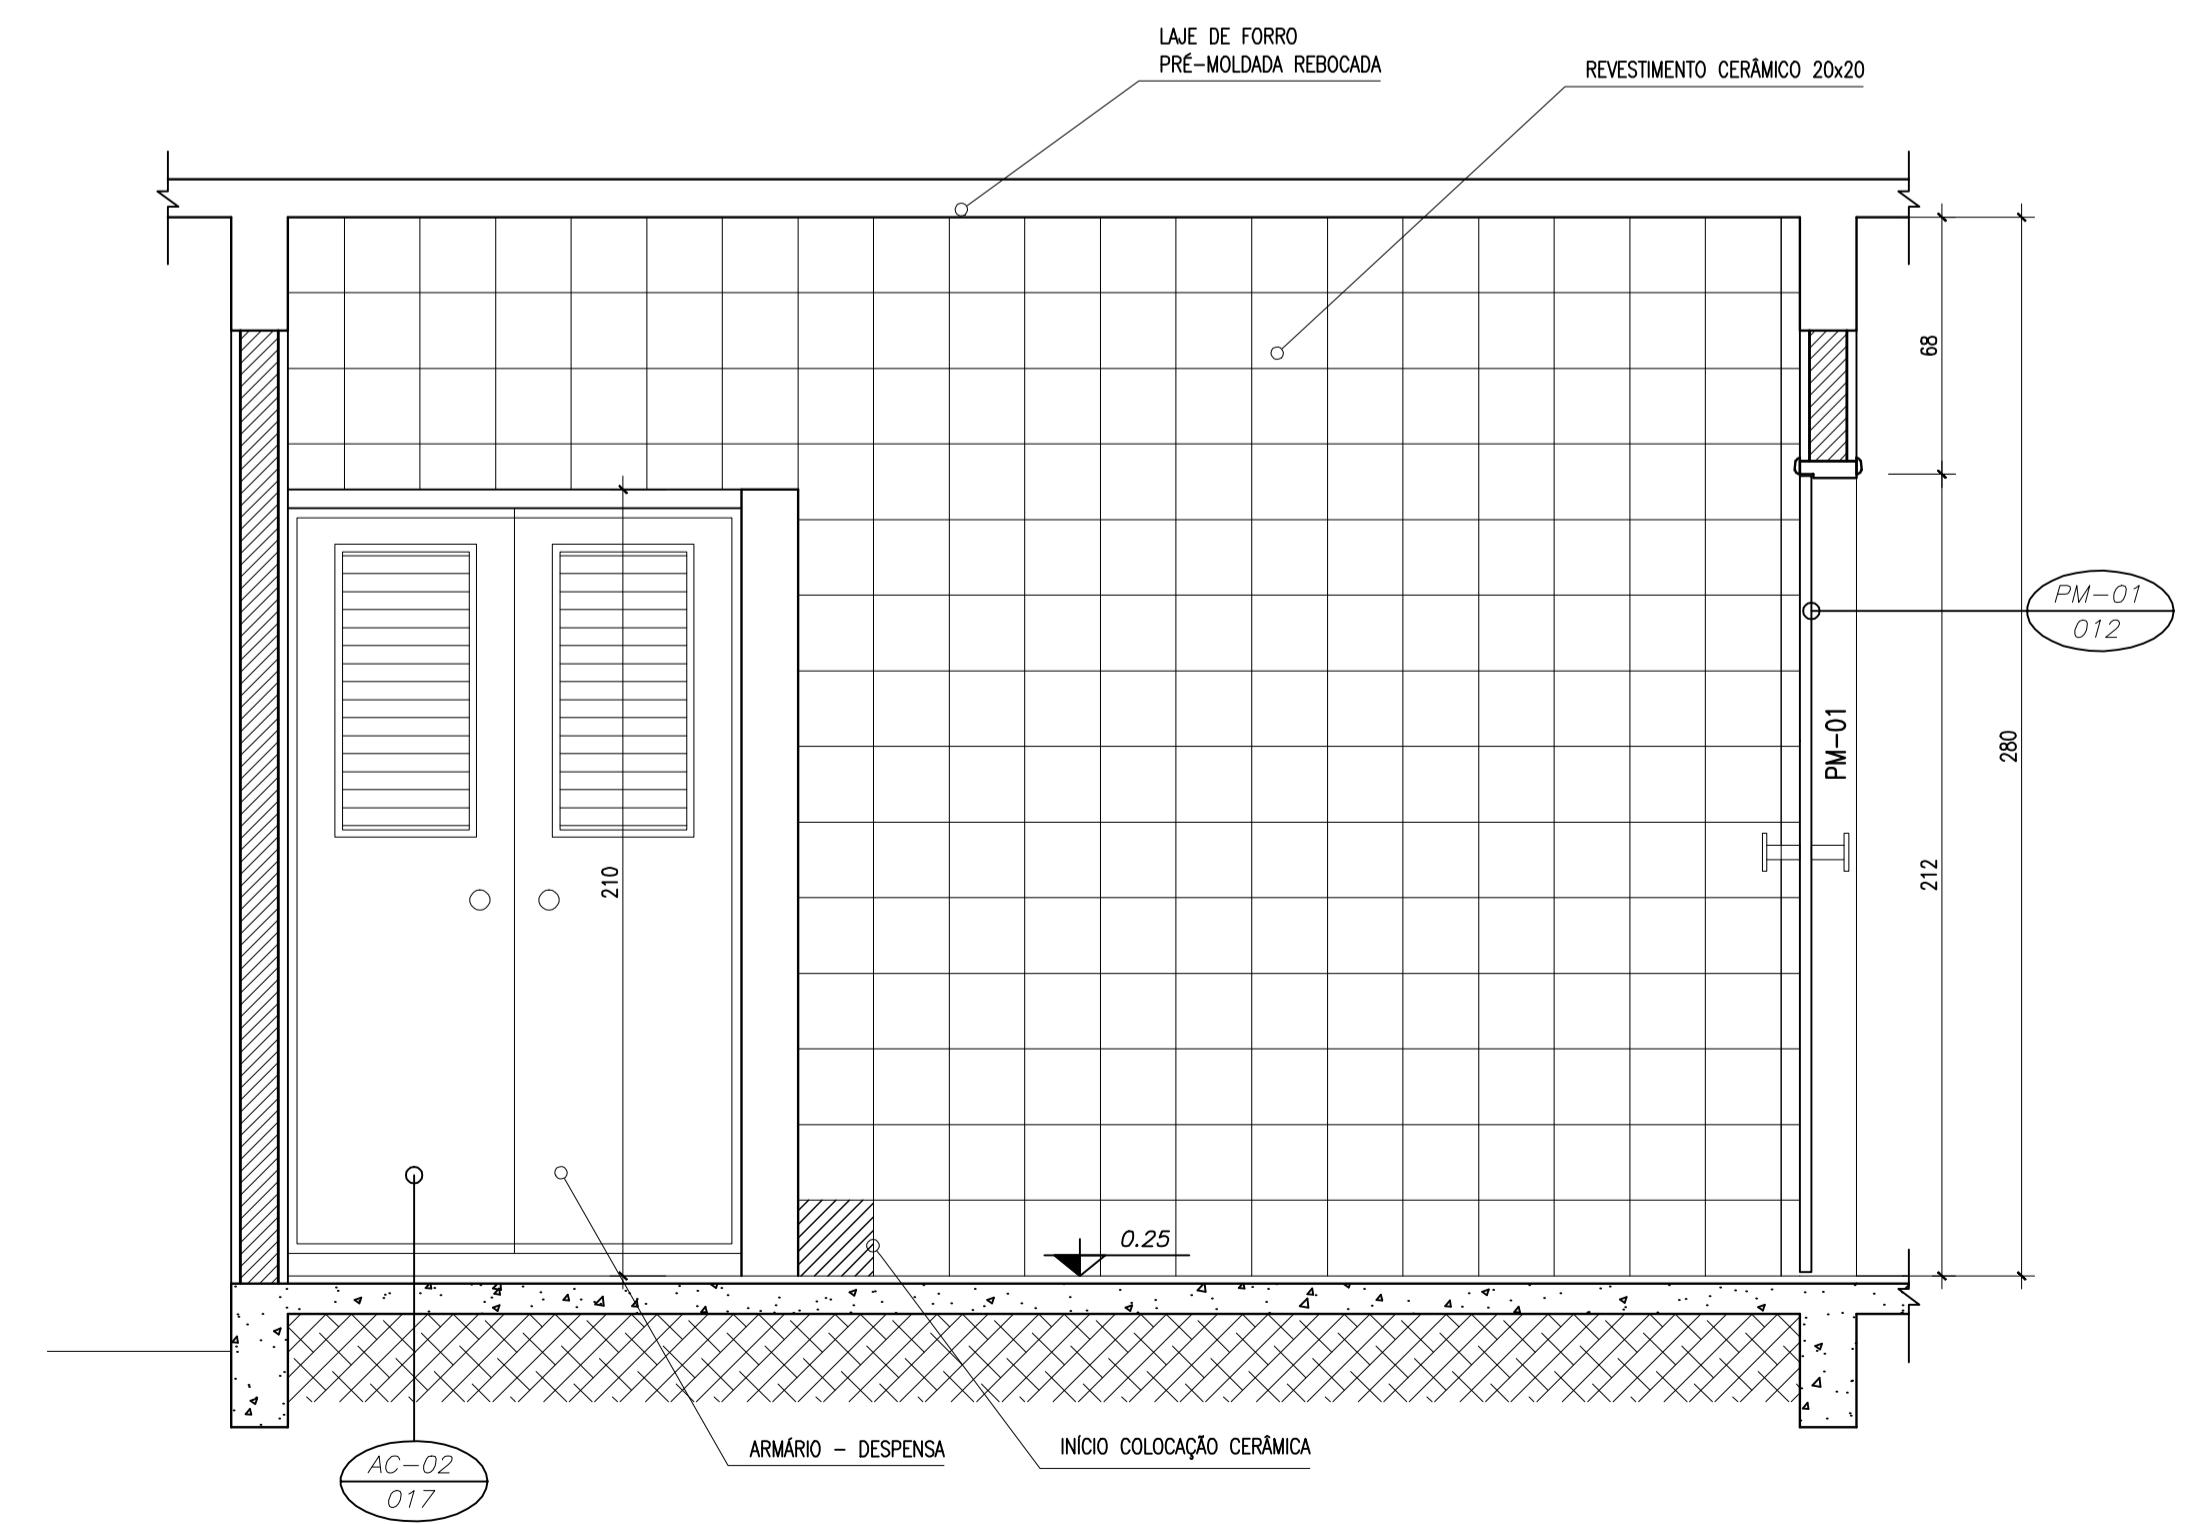 LAJE DE FORRO
PRÉ-MOLDADA REBOCADA
REVESTIMENTO CERÂMICO 20x20
68
PM-01
012
PM-01
280
210
212
0.25
ARMÁRIO - DESPENSA
INÍCIO COLOCAÇÃO CERÂMICA
AC-02
017